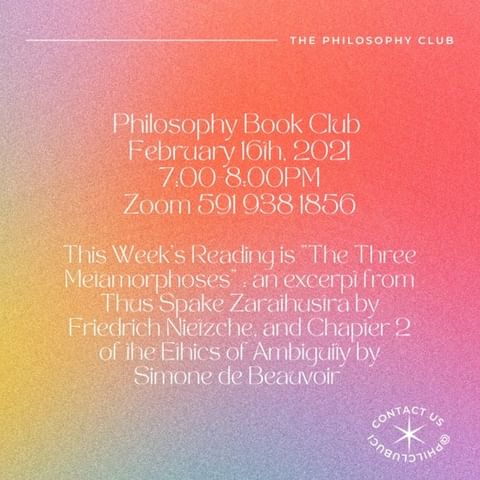 THE PHILOSOPHY CLUB
Philosophy Book Club
February 16th, 2021
7:00-8:00PM
Zoom 591 938 1856
This Week's Reading is "The Three
Metamorphoses" : an excerpt from
Thus Spake Zarathustra by
Friedrich Nietzche, and Chapter 2
of the Ethics of Ambiguity by
Simone de Beauvoir
CONTACT US @PHILCLUBUCI